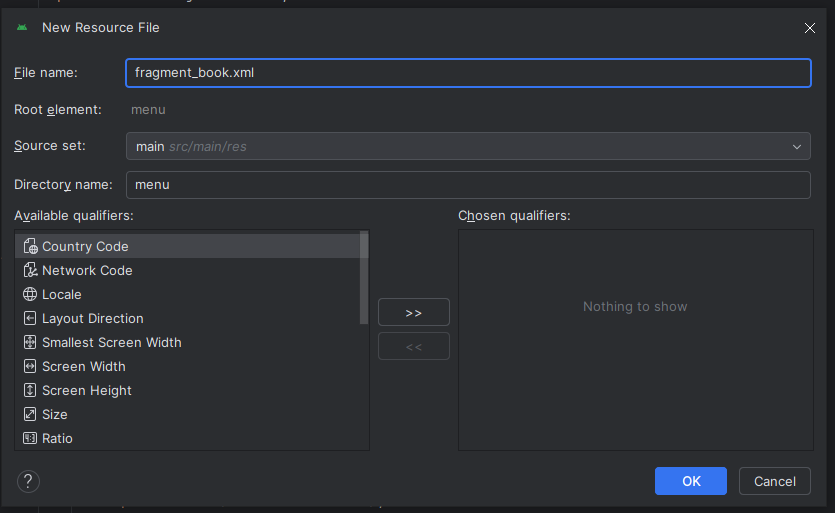 New Resource File
File name: fragment_book.xml
Root element: menu
Source set: main src/main/res
Directory name: menu
Available qualifiers: Chosen qualifiers:
Country Code
Network Code
Locale
Layout Direction
Smallest Screen Width
Screen Width
Screen Height
Size
Ratio
>>
<<
Nothing to show
?
OK Cancel